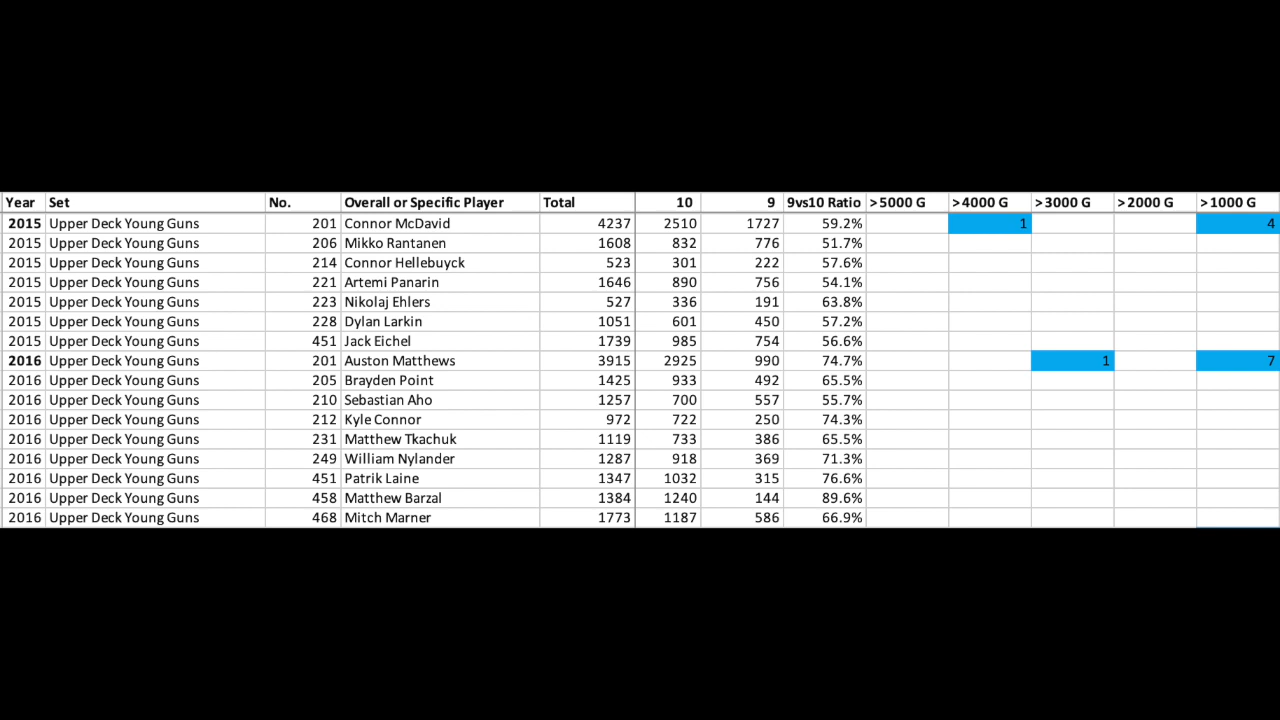 Year Set No. Overall or Specific Player Total 10 9 9vs10 Ratio >5000 G >4000 G >3000 G >2000 G >1000 G
2015 Upper Deck Young Guns 201 Connor McDavid 4237 2510 1727 59.2% 1 4
2015 Upper Deck Young Guns 206 Mikko Rantanen 1608 832 776 51.7%
2015 Upper Deck Young Guns 214 Connor Hellebuyck 523 301 222 57.6%
2015 Upper Deck Young Guns 221 Artemi Panarin 1646 890 756 54.1%
2015 Upper Deck Young Guns 223 Nikolaj Ehlers 527 336 191 63.8%
2015 Upper Deck Young Guns 228 Dylan Larkin 1051 601 450 57.2%
2015 Upper Deck Young Guns 451 Jack Eichel 1739 985 754 56.6%
2016 Upper Deck Young Guns 201 Auston Matthews 3915 2925 990 74.7% 1 7
2016 Upper Deck Young Guns 205 Brayden Point 1425 933 492 65.5%
2016 Upper Deck Young Guns 210 Sebastian Aho 1257 700 557 55.7%
2016 Upper Deck Young Guns 212 Kyle Connor 972 722 250 74.3%
2016 Upper Deck Young Guns 231 Matthew Tkachuk 1119 733 386 65.5%
2016 Upper Deck Young Guns 249 William Nylander 1287 918 369 71.3%
2016 Upper Deck Young Guns 451 Patrik Laine 1347 1032 315 76.6%
2016 Upper Deck Young Guns 458 Matthew Barzal 1384 1240 144 89.6%
2016 Upper Deck Young Guns 468 Mitch Marner 1773 1187 586 66.9%